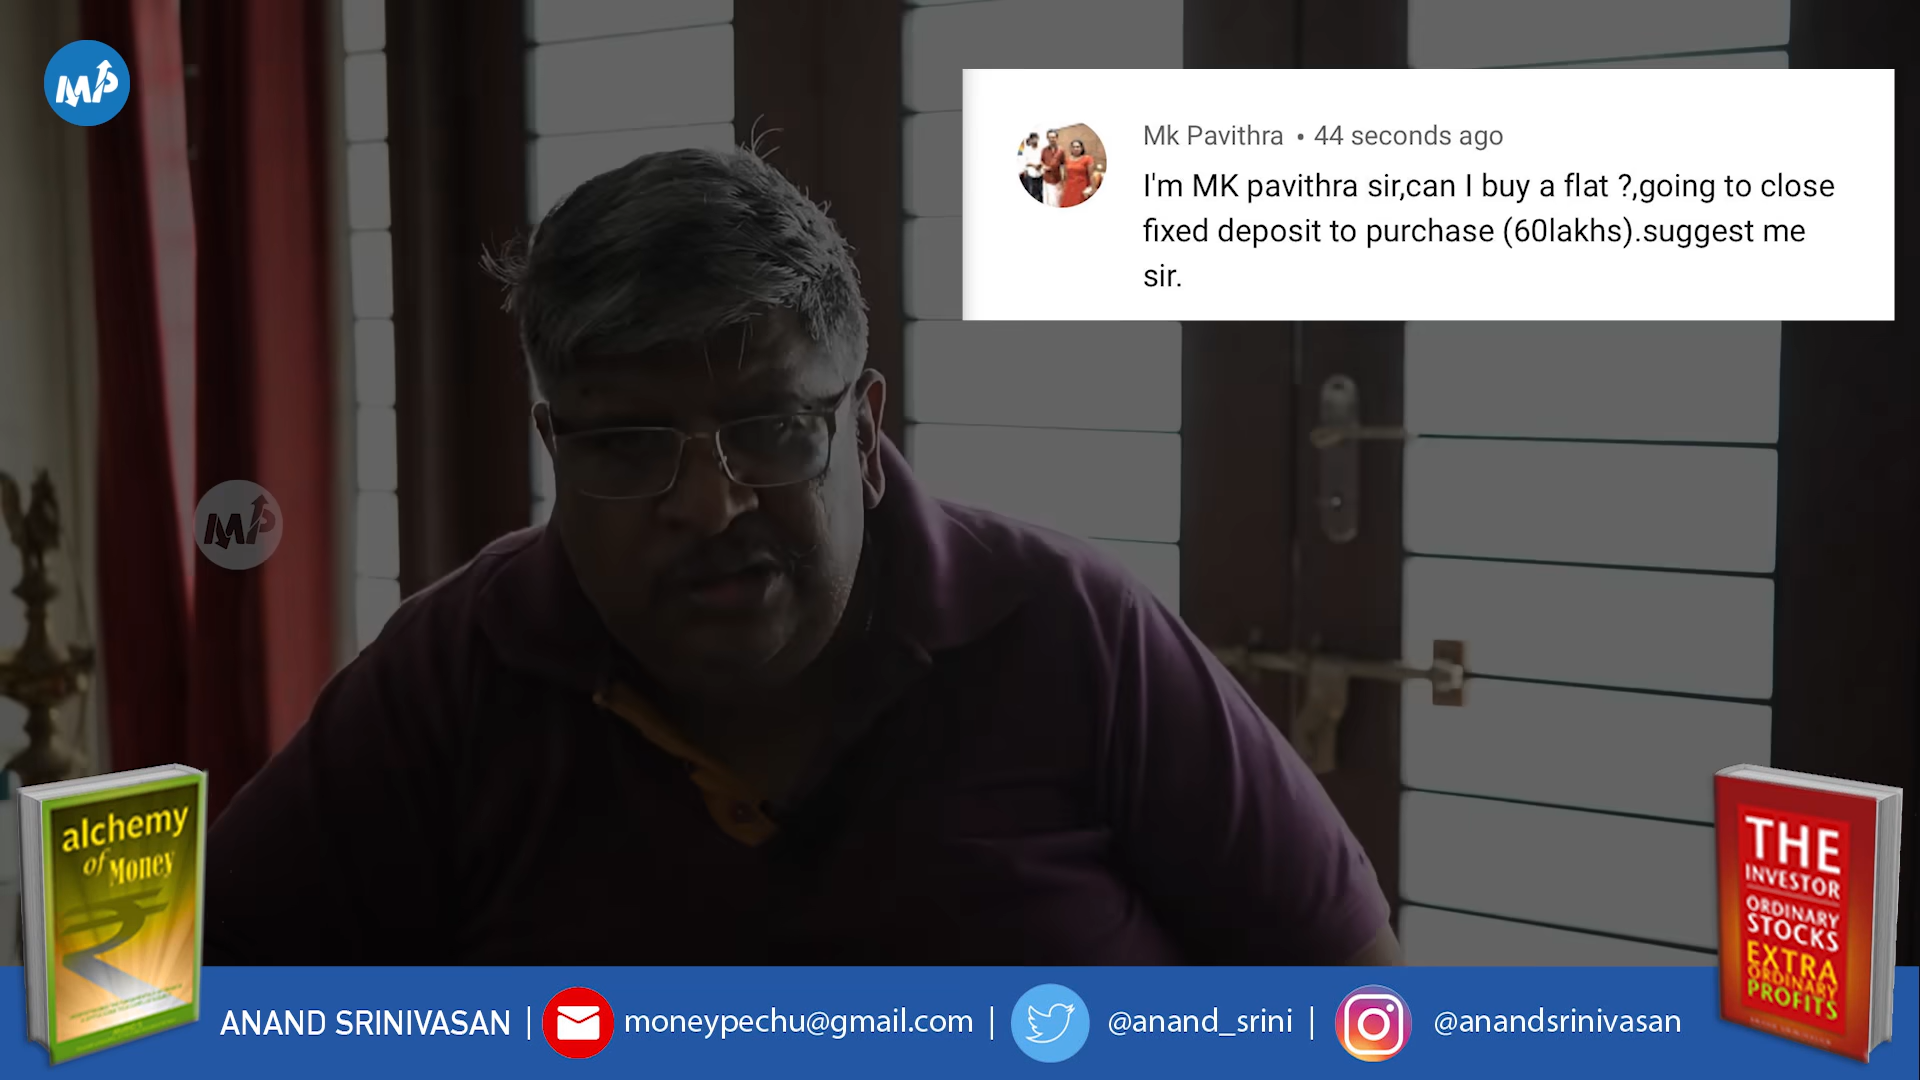 MP
Mk Pavithra • 44 seconds ago
I'm MK pavithra sir,can I buy a flat ?,going to close
fixed deposit to purchase (60lakhs).suggest me
sir.
MP
alchemy
of Money
THE
INVESTOR
ORDINARY
STOCKS
EXTRA
ORDINARY
PROFITS
ANAND SRINIVASAN | moneypechu@gmail.com | @anand_srini | @anandsrinivasan